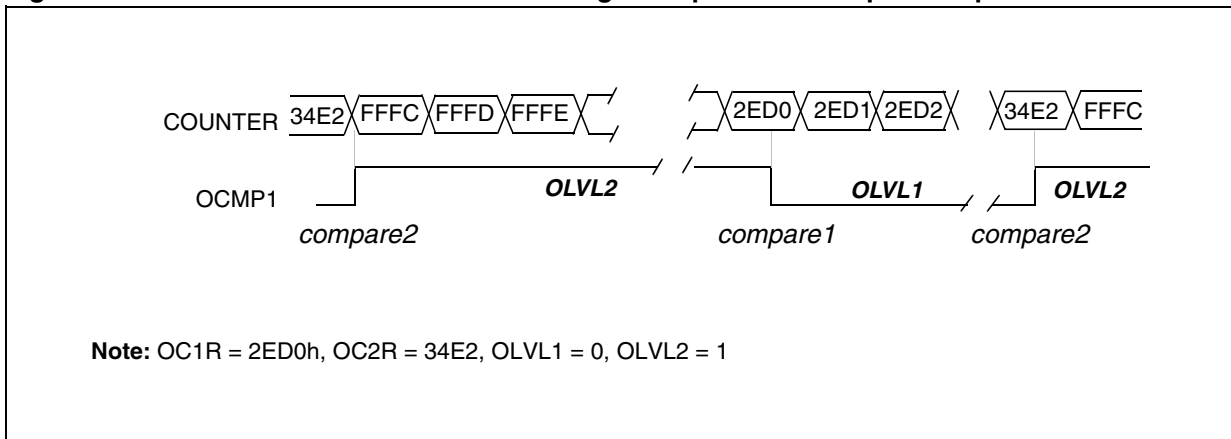 COUNTER 34E2 FFFC FFFD FFFE 2ED0 2ED1 2ED2 34E2 FFFC
OCMP1 OLVL2 OLVL1 OLVL2
compare2 compare1 compare2
Note: OC1R = 2ED0h, OC2R = 34E2, OLVL1 = 0, OLVL2 = 1